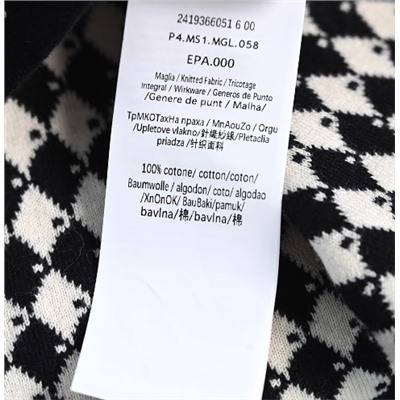 2419366051 6 00
P4.MS1.MGL.058
EPA.000
Maglia / Knitted Fabric / Tricotage
Integral / Wirkware / Generos de Punto
/Genere de punt / Malha/
TpMKOTaxHa npaxa / MnAouZo / Orgu
/Upletove vlakno/針織紗線/Pletaclia
priadza/针织面料
100% cotone/ cotton/coton/
Baumwolle / algodon/ coto/ algodao
/XnOnOK/ BauBaki/pamuk/
bavlna/棉/bavlna/棉